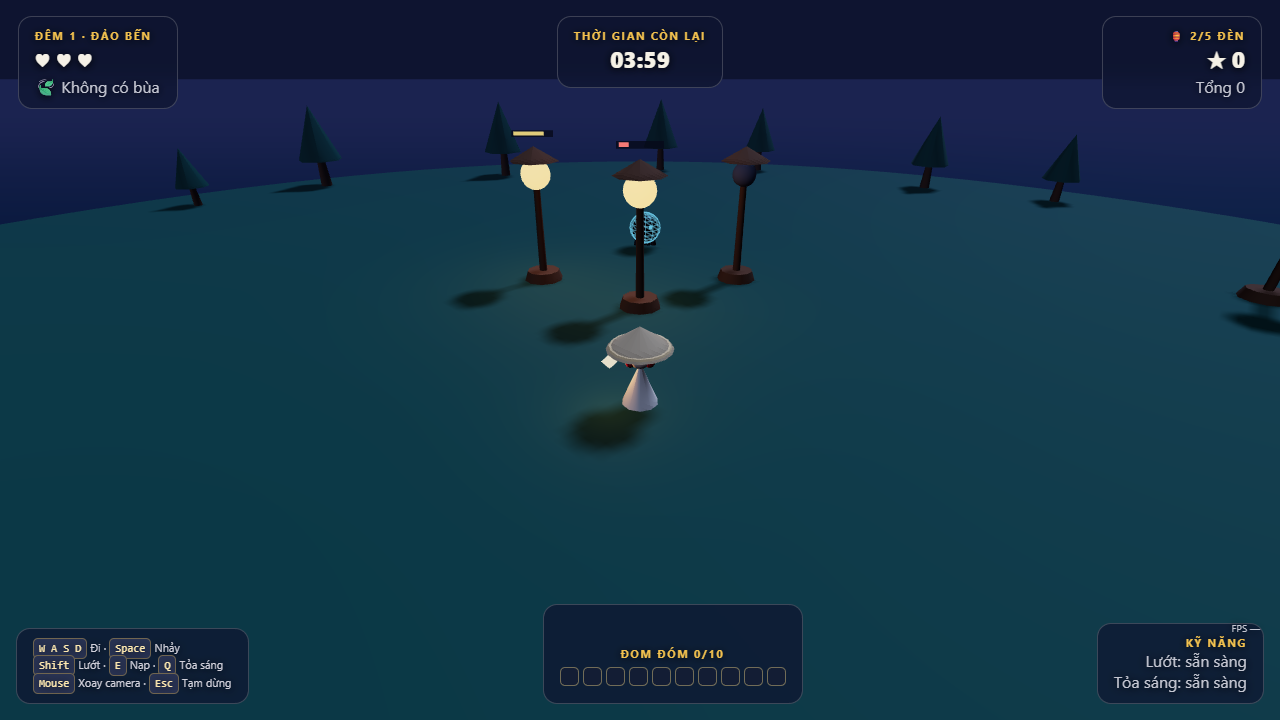 ĐÊM 1 · ĐẢO BẾN
Không có bùa
THỜI GIAN CÒN LẠI
03:59
2/5 ĐÈN
★ 0
Tổng 0
W A S D Đi · Space Nhảy
Shift Lướt · E Nạp · Q Tỏa sáng
Mouse Xoay camera · Esc Tạm dừng
ĐOM ĐÓM 0/10
FPS —
KỸ NĂNG
Lướt: sẵn sàng
Tỏa sáng: sẵn sàng